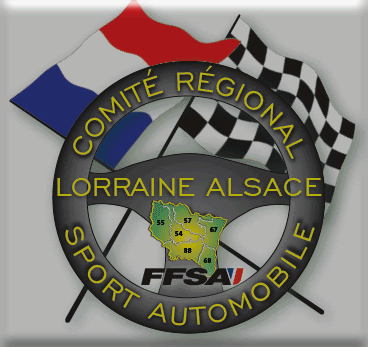 COMITÉ RÉGIONAL
LORRAINE ALSACE
55
57
67
54
88
68
FFSA
SPORT AUTOMOBILE